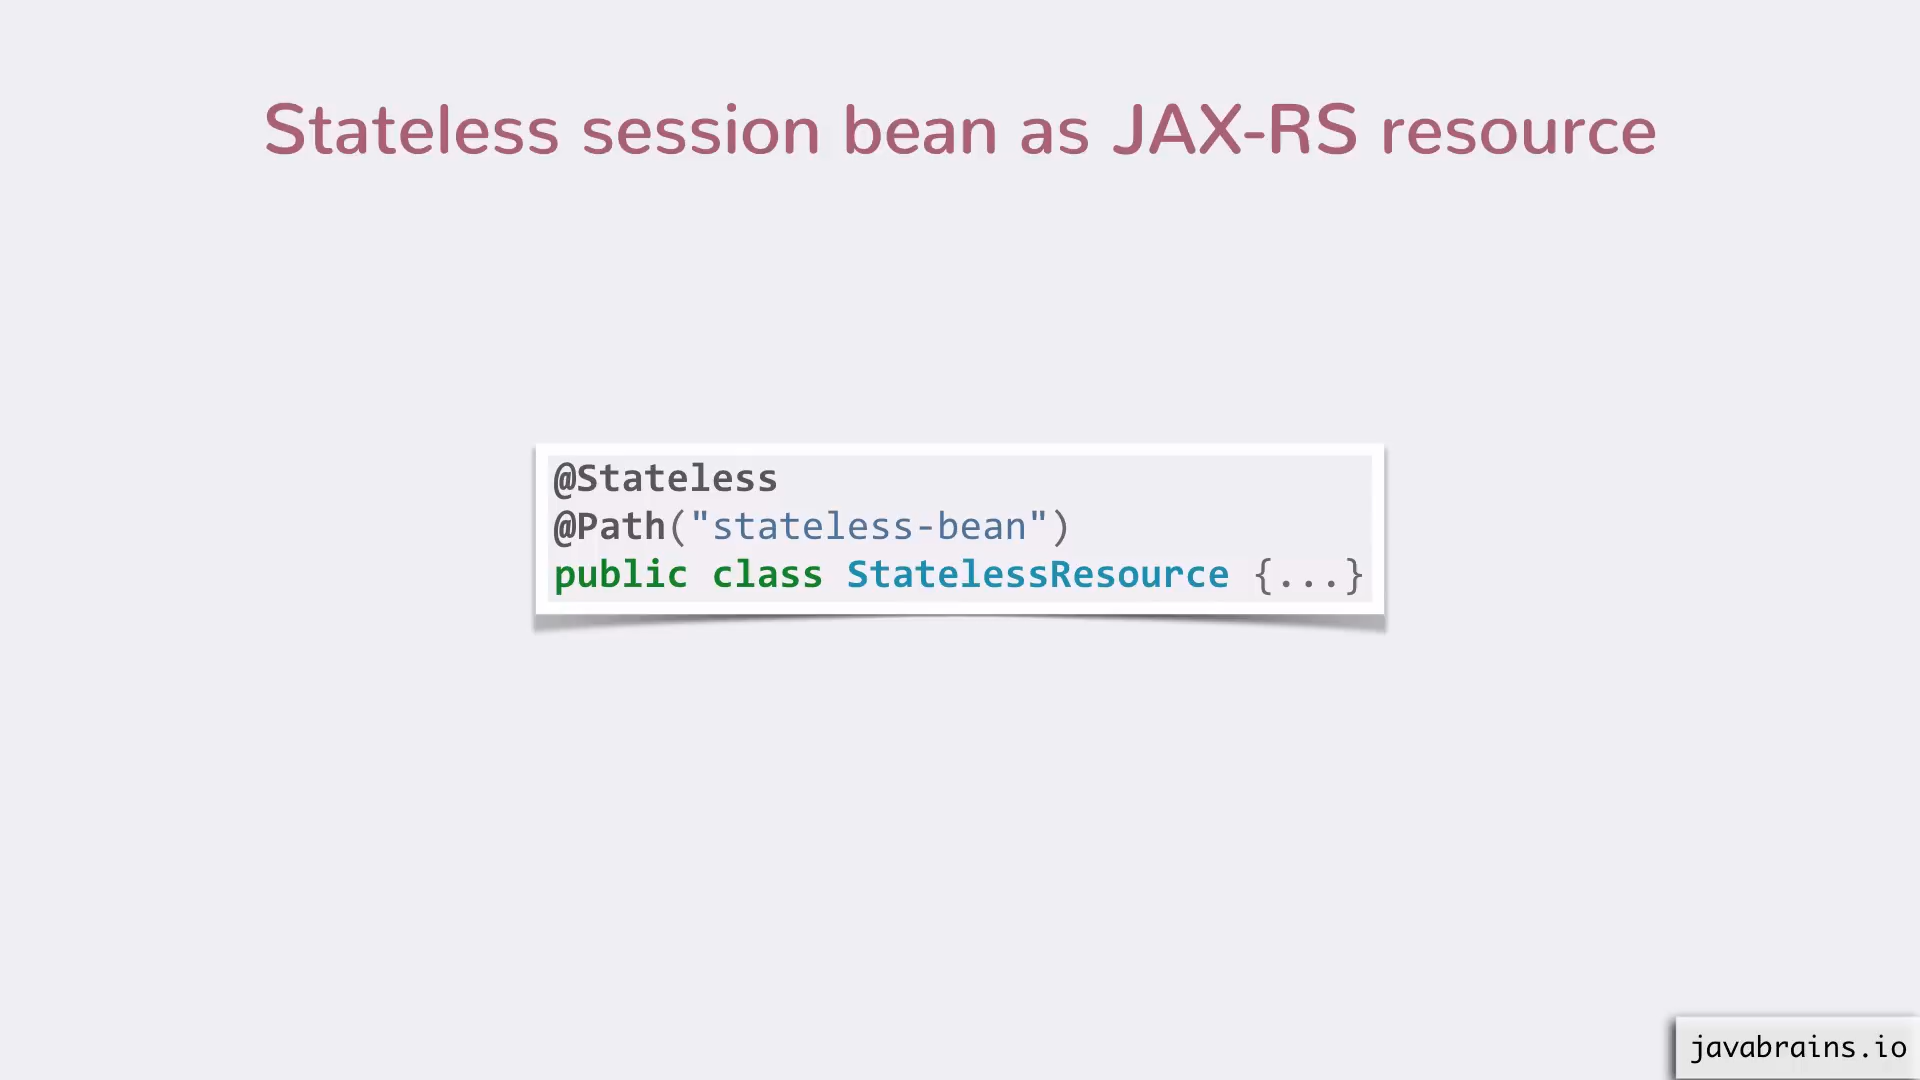 Stateless session bean as JAX-RS resource
@Stateless
@Path("stateless-bean")
public class StatelessResource {...}
javabrains.io